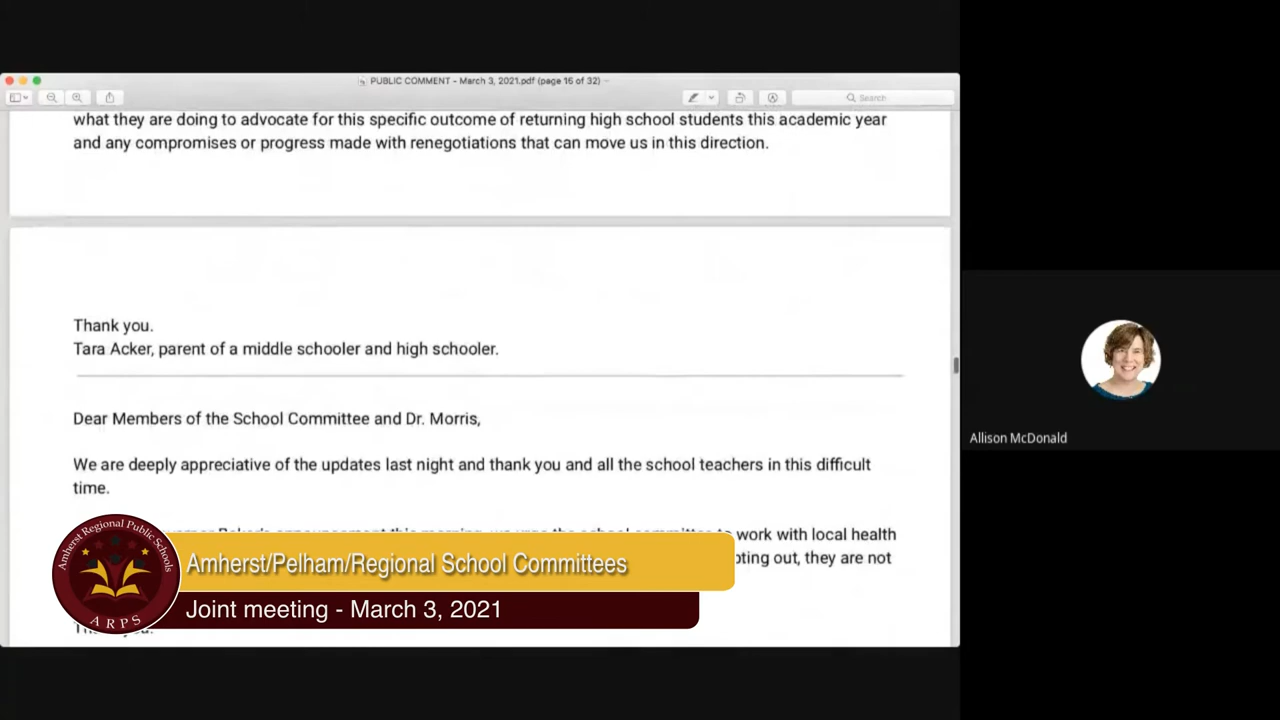 PUBLIC COMMENT - March 3, 2021.pdf (page 16 of 32)
Search
what they are doing to advocate for this specific outcome of returning high school students this academic year
and any compromises or progress made with renegotiations that can move us in this direction.
Thank you.
Tara Acker, parent of a middle schooler and high schooler.
Dear Members of the School Committee and Dr. Morris,
We are deeply appreciative of the updates last night and thank you and all the school teachers in this difficult
time.
work with local health
opting out, they are not
Allison McDonald
Amherst Regional Public Schools
ARPS
Amherst/Pelham/Regional School Committees
Joint meeting - March 3, 2021